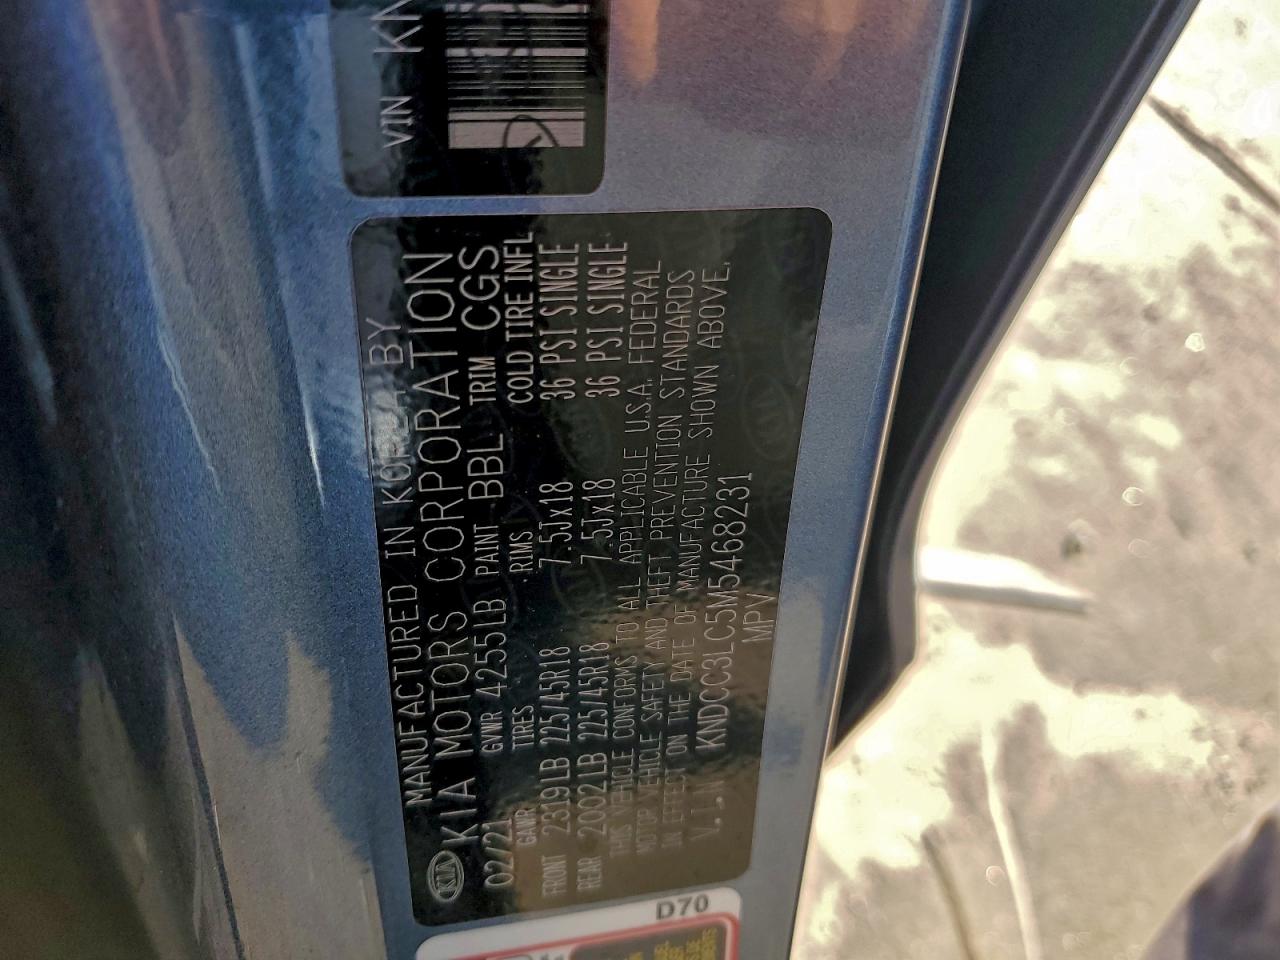 VIN KN
MANUFACTURED IN KOREA BY
KIA KIA MOTORS CORPORATION
02/21 GVWR 4255LB PAINT BBL TRIM CGS
GAWR TIRES RIMS COLD TIRE INFL
FRONT 2319LB 225/45R18 7.5Jx18 36 PSI SINGLE
REAR 2002LB 225/45R18 7.5Jx18 36 PSI SINGLE
THIS VEHICLE CONFORMS TO ALL APPLICABLE U.S.A. FEDERAL
MOTOR VEHICLE SAFETY AND THEFT PREVENTION STANDARDS
IN EFFECT ON THE DATE OF MANUFACTURE SHOWN ABOVE.
V.I.N KNDCC3LC5M5468231
MPV
D70